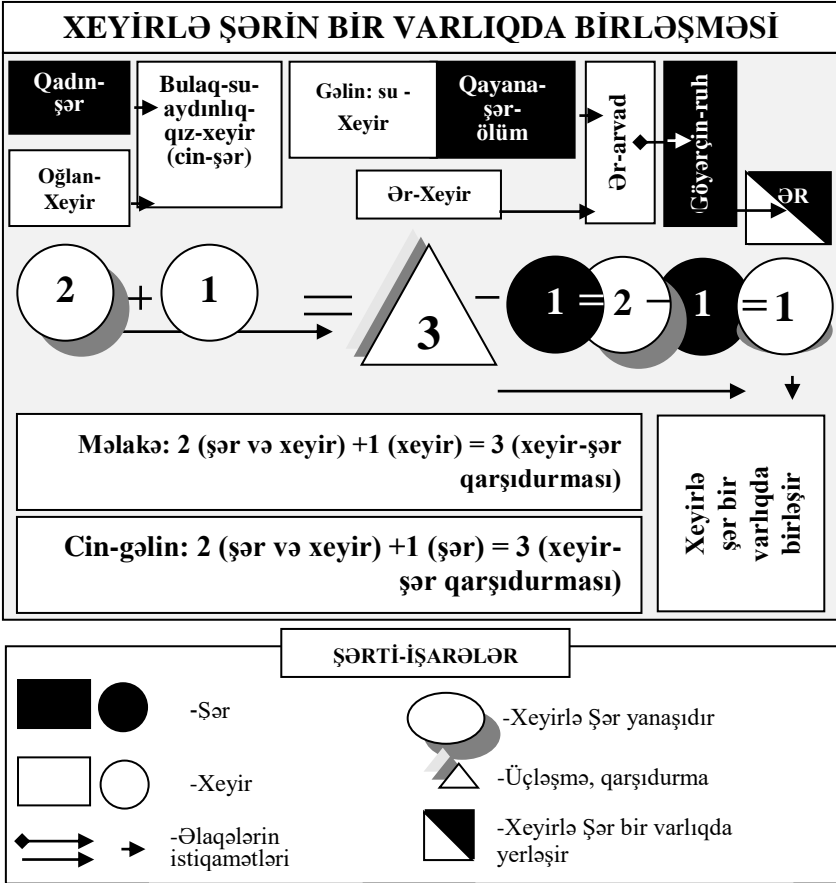 XEYİRLƏ ŞƏRİN BİR VARLIQDA BİRLƏŞMƏSİ
Qadın-
şər
Bulaq-su-
aydınlıq-
qız-xeyir
(cin-şər)
Oğlan-
Xeyir
Gəlin: su -
Xeyir
Qayana-
şər-
ölüm
Ər-Xeyir
Ər-arvad
Göyərçin-ruh
ƏR
2 + 1 = 3 – 1 = 2 – 1 = 1
Məlakə: 2 (şər və xeyir) +1 (xeyir) = 3 (xeyir-şər
qarşıdurması)
Cin-gəlin: 2 (şər və xeyir) +1 (şər) = 3 (xeyir-
şər qarşıdurması)
Xeyirlə
şər bir
varlıqda
birləşir
ŞƏRTİ-İŞARƏLƏR
-Şər
-Xeyir
-Əlaqələrin
istiqamətləri
-Xeyirlə Şər yanaşıdır
-Üçləşmə, qarşıdurma
-Xeyirlə Şər bir varlıqda
yerləşir